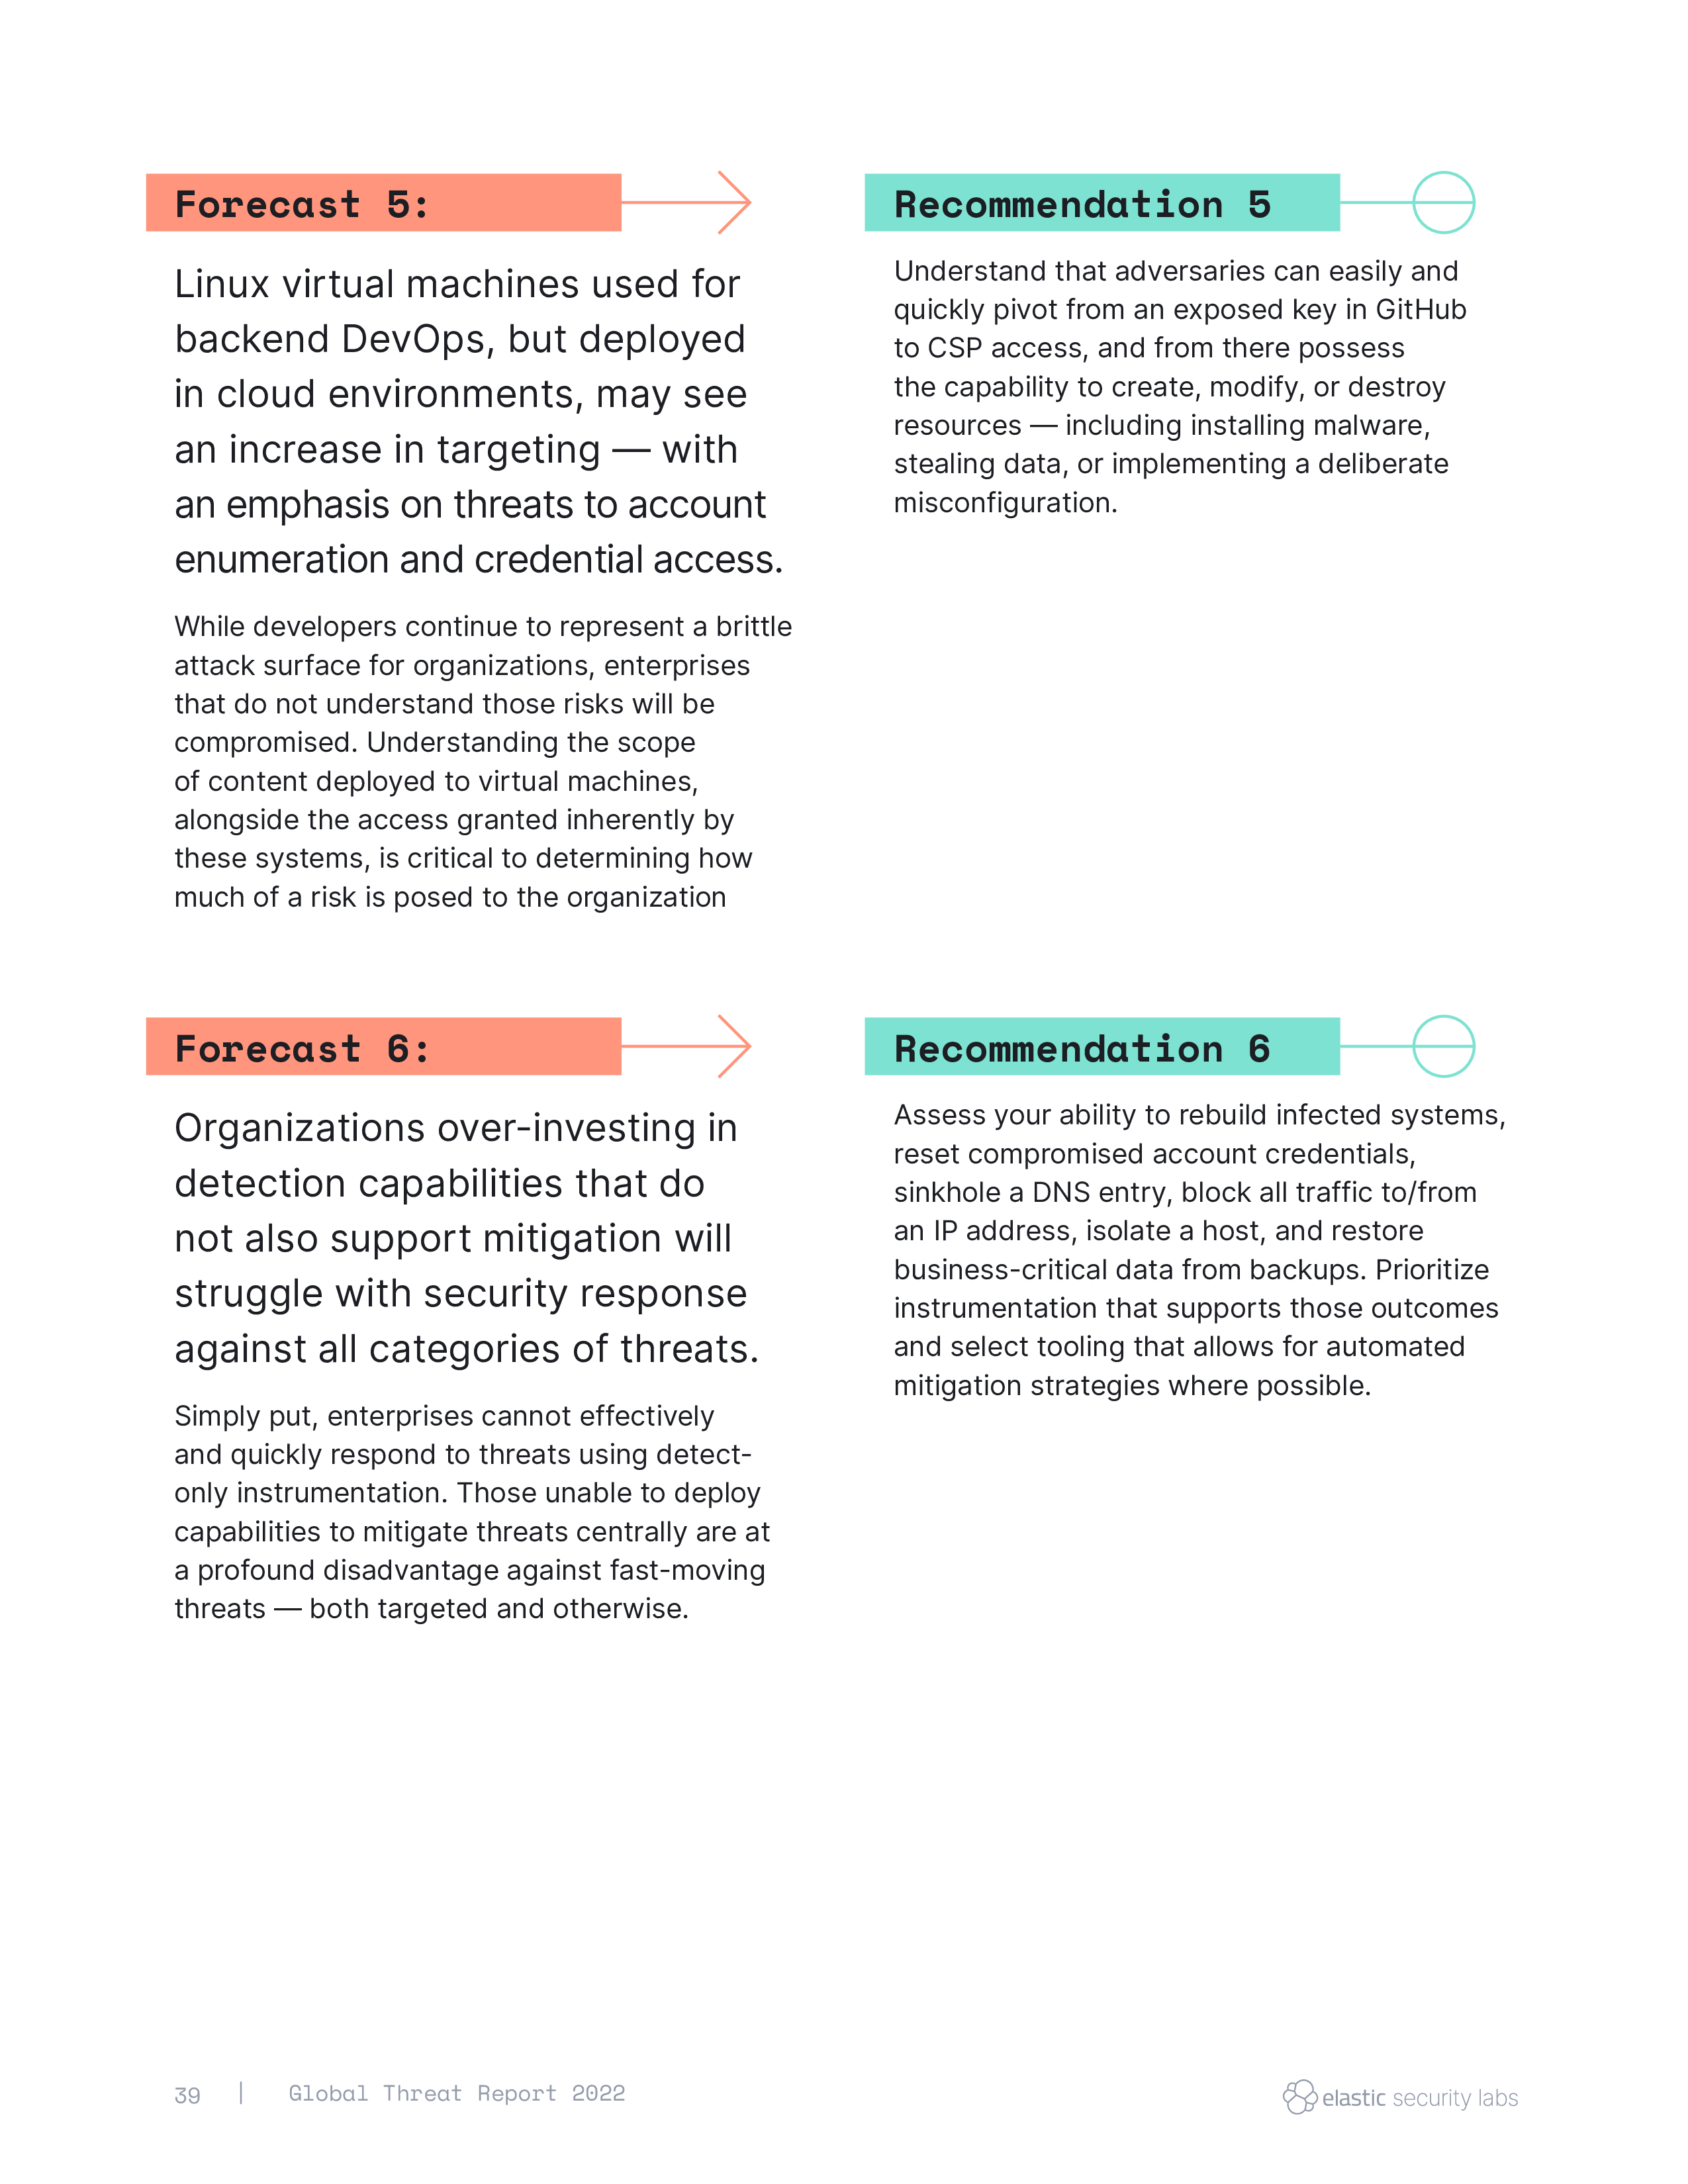 Forecast 5:
Linux virtual machines used for
backend DevOps, but deployed
in cloud environments, may see
an increase in targeting — with
an emphasis on threats to account
enumeration and credential access.
While developers continue to represent a brittle
attack surface for organizations, enterprises
that do not understand those risks will be
compromised. Understanding the scope
of content deployed to virtual machines,
alongside the access granted inherently by
these systems, is critical to determining how
much of a risk is posed to the organization
Recommendation 5
Understand that adversaries can easily and
quickly pivot from an exposed key in GitHub
to CSP access, and from there possess
the capability to create, modify, or destroy
resources — including installing malware,
stealing data, or implementing a deliberate
misconfiguration.
Forecast 6:
Organizations over-investing in
detection capabilities that do
not also support mitigation will
struggle with security response
against all categories of threats.
Simply put, enterprises cannot effectively
and quickly respond to threats using detect-
only instrumentation. Those unable to deploy
capabilities to mitigate threats centrally are at
a profound disadvantage against fast-moving
threats — both targeted and otherwise.
Recommendation 6
Assess your ability to rebuild infected systems,
reset compromised account credentials,
sinkhole a DNS entry, block all traffic to/from
an IP address, isolate a host, and restore
business-critical data from backups. Prioritize
instrumentation that supports those outcomes
and select tooling that allows for automated
mitigation strategies where possible.
39 | Global Threat Report 2022
elastic security labs